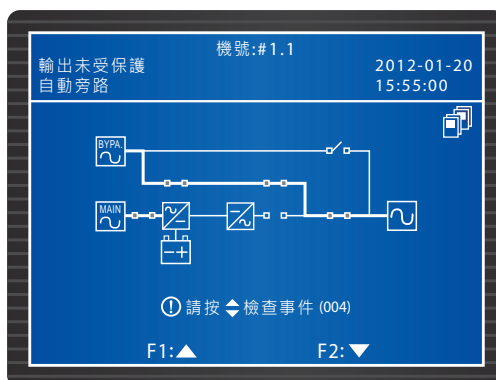 機號:#1.1
輸出未受保護
2012-01-20
自動旁路
15:55:00
BYPA.
MAIN
請按檢查事件 (004)
F1:
F2: